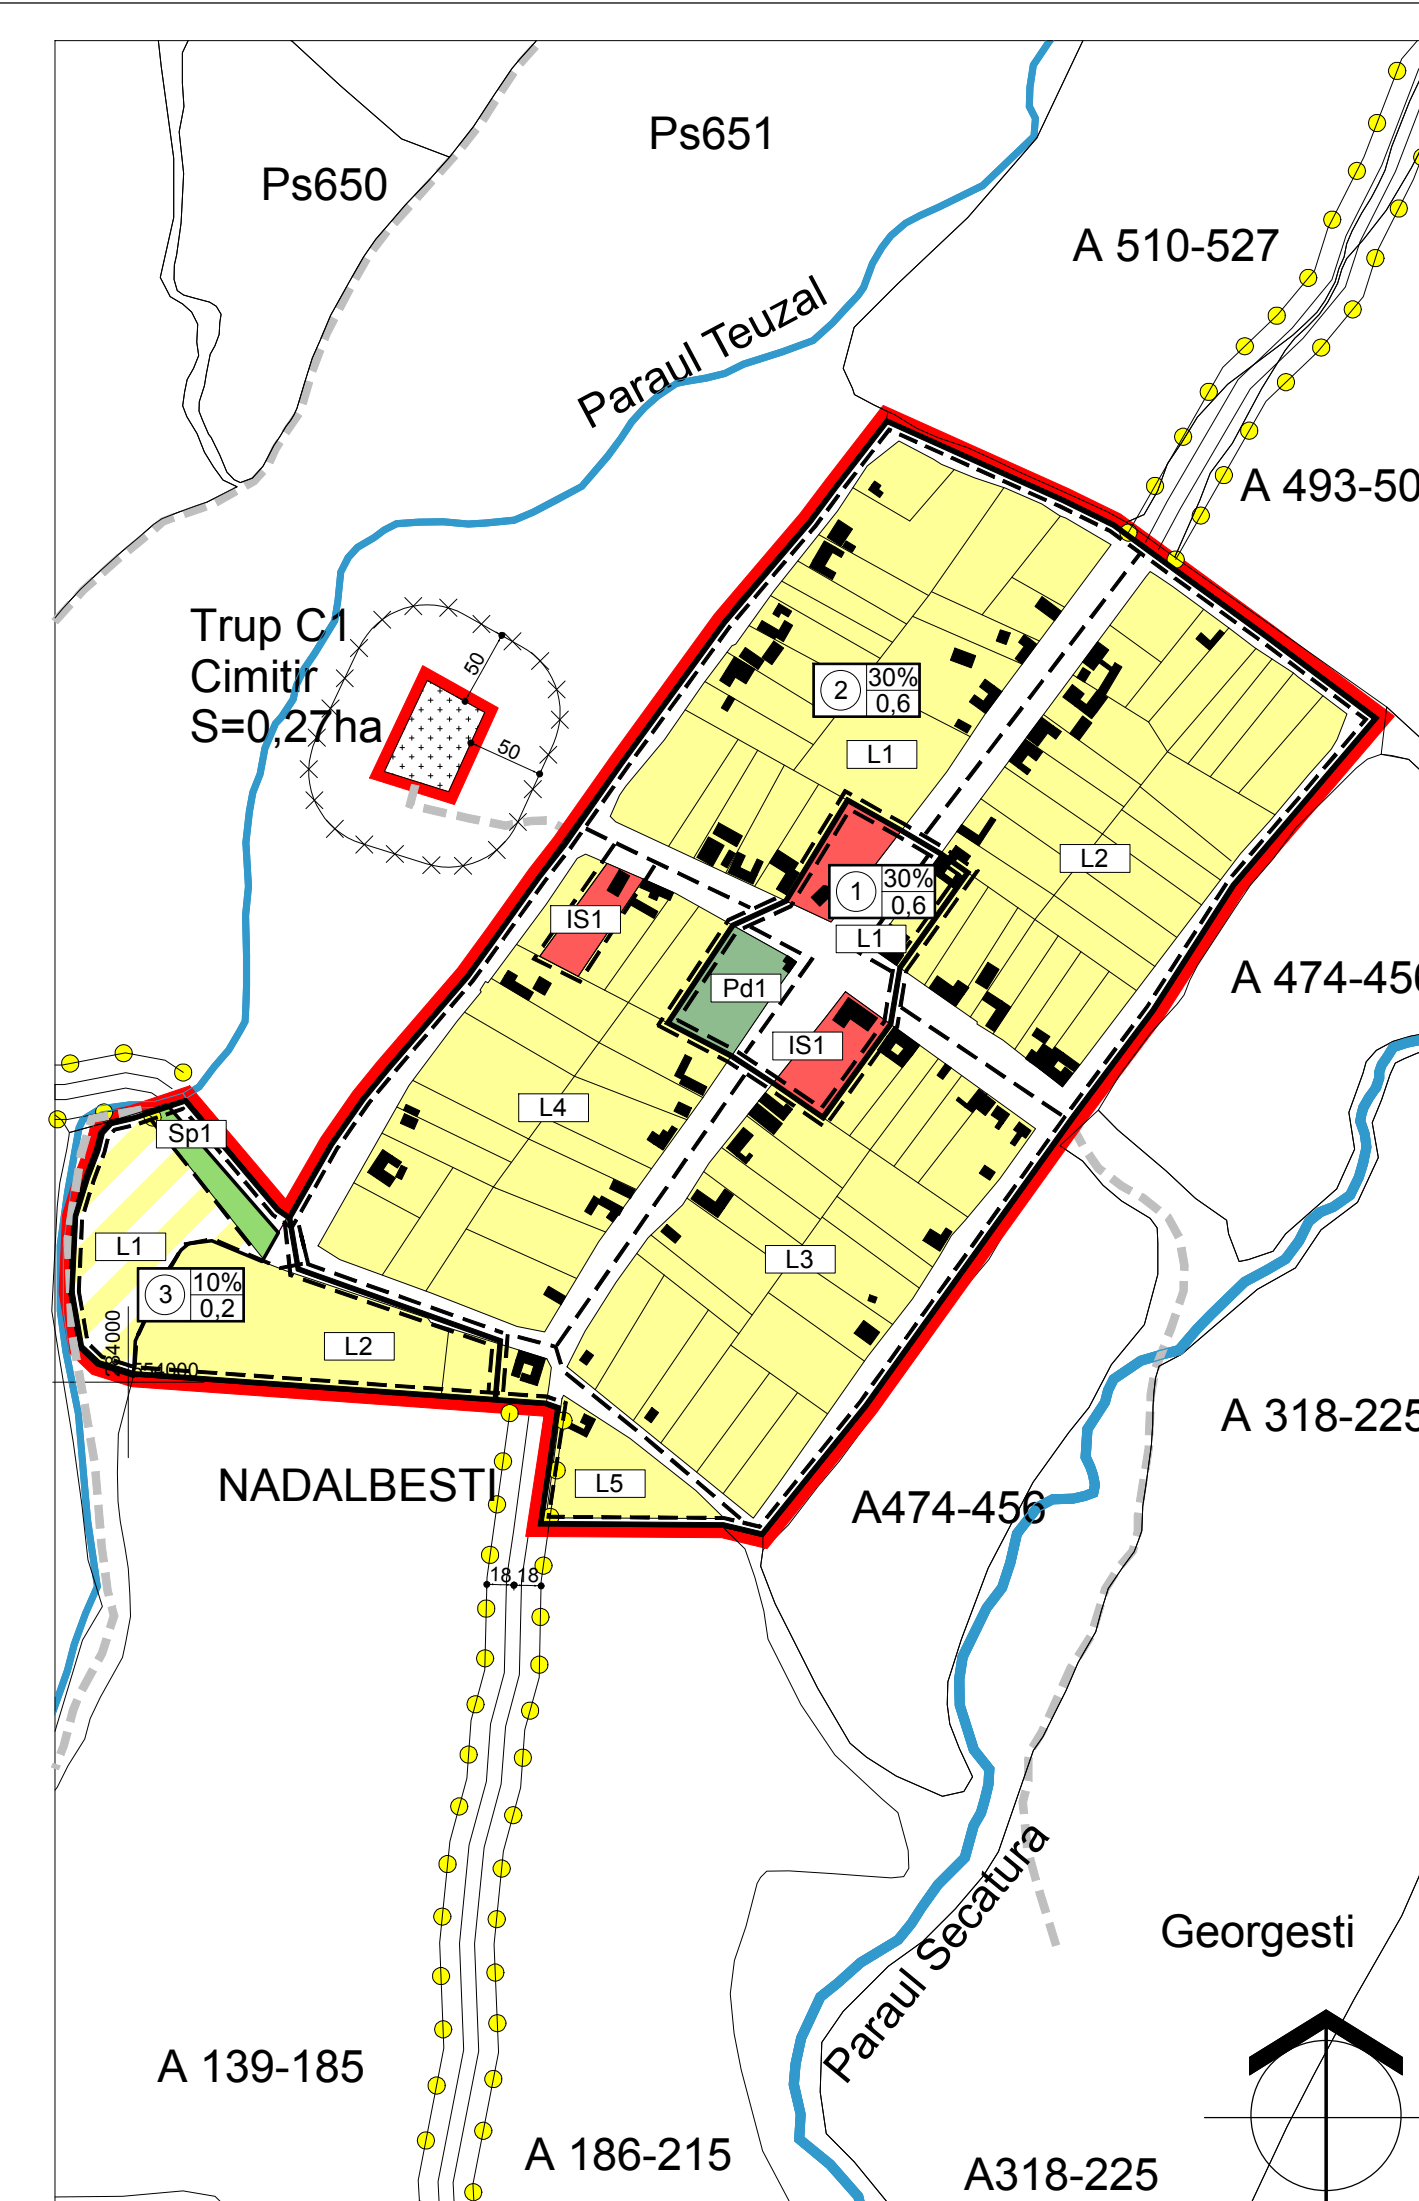 Ps651
Ps650
A 510-527
Paraul Teuzal
A 493-50
Trup C1
Cimitir
S=0,27ha
50
50
2
30%
0,6
L1
L2
1
30%
0,6
IS1
L1
A 474-456
Pd1
IS1
L4
Sp1
L1
L3
3
10%
0,2
L2
284000
554000
A 318-225
NADALBESTI
L5
A474-456
18
18
Paraul Secatura
Georgesti
A 139-185
A 186-215
A318-225